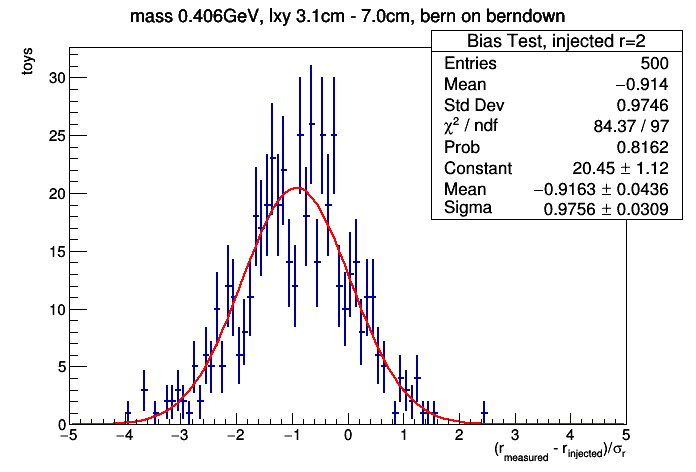 mass 0.406GeV, lxy 3.1cm - 7.0cm, bern on berndown
toys
Bias Test, injected r=2
Entries 500
Mean −0.914
Std Dev 0.9746
χ² / ndf 84.37 / 97
Prob 0.8162
Constant 20.45 ± 1.12
Mean −0.9163 ± 0.0436
Sigma 0.9756 ± 0.0309
30
25
20
15
10
5
0
−5 −4 −3 −2 −1 0 1 2 3 4 5
(r_measured - r_injected)/σ_r